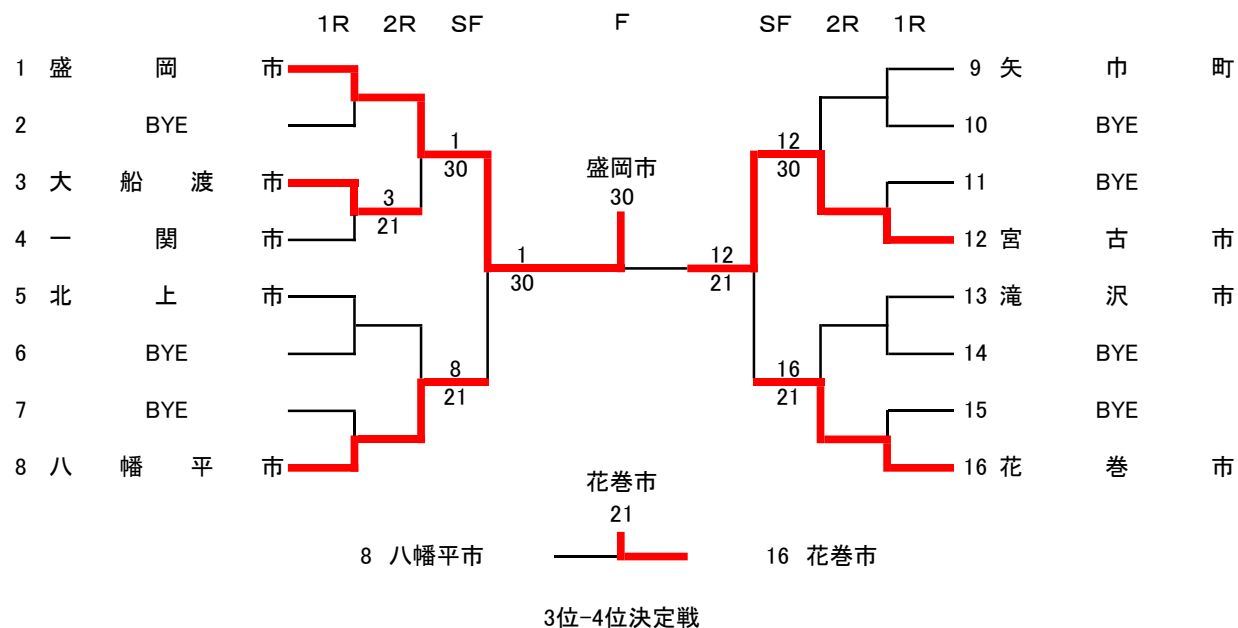 1R 2R SF F SF 2R 1R
1 盛岡市 9 矢巾町
2 BYE 10 BYE
1 12
30 盛岡市 30
3 大船渡市 11 BYE
3 30
21
4 一関市 12 宮古市
1 12
30 21
5 北上市 13 滝沢市
6 BYE 14 BYE
8 16
21 21
7 BYE 15 BYE
8 八幡平市 16 花巻市
花巻市
21
8 八幡平市 16 花巻市
3位-4位決定戦